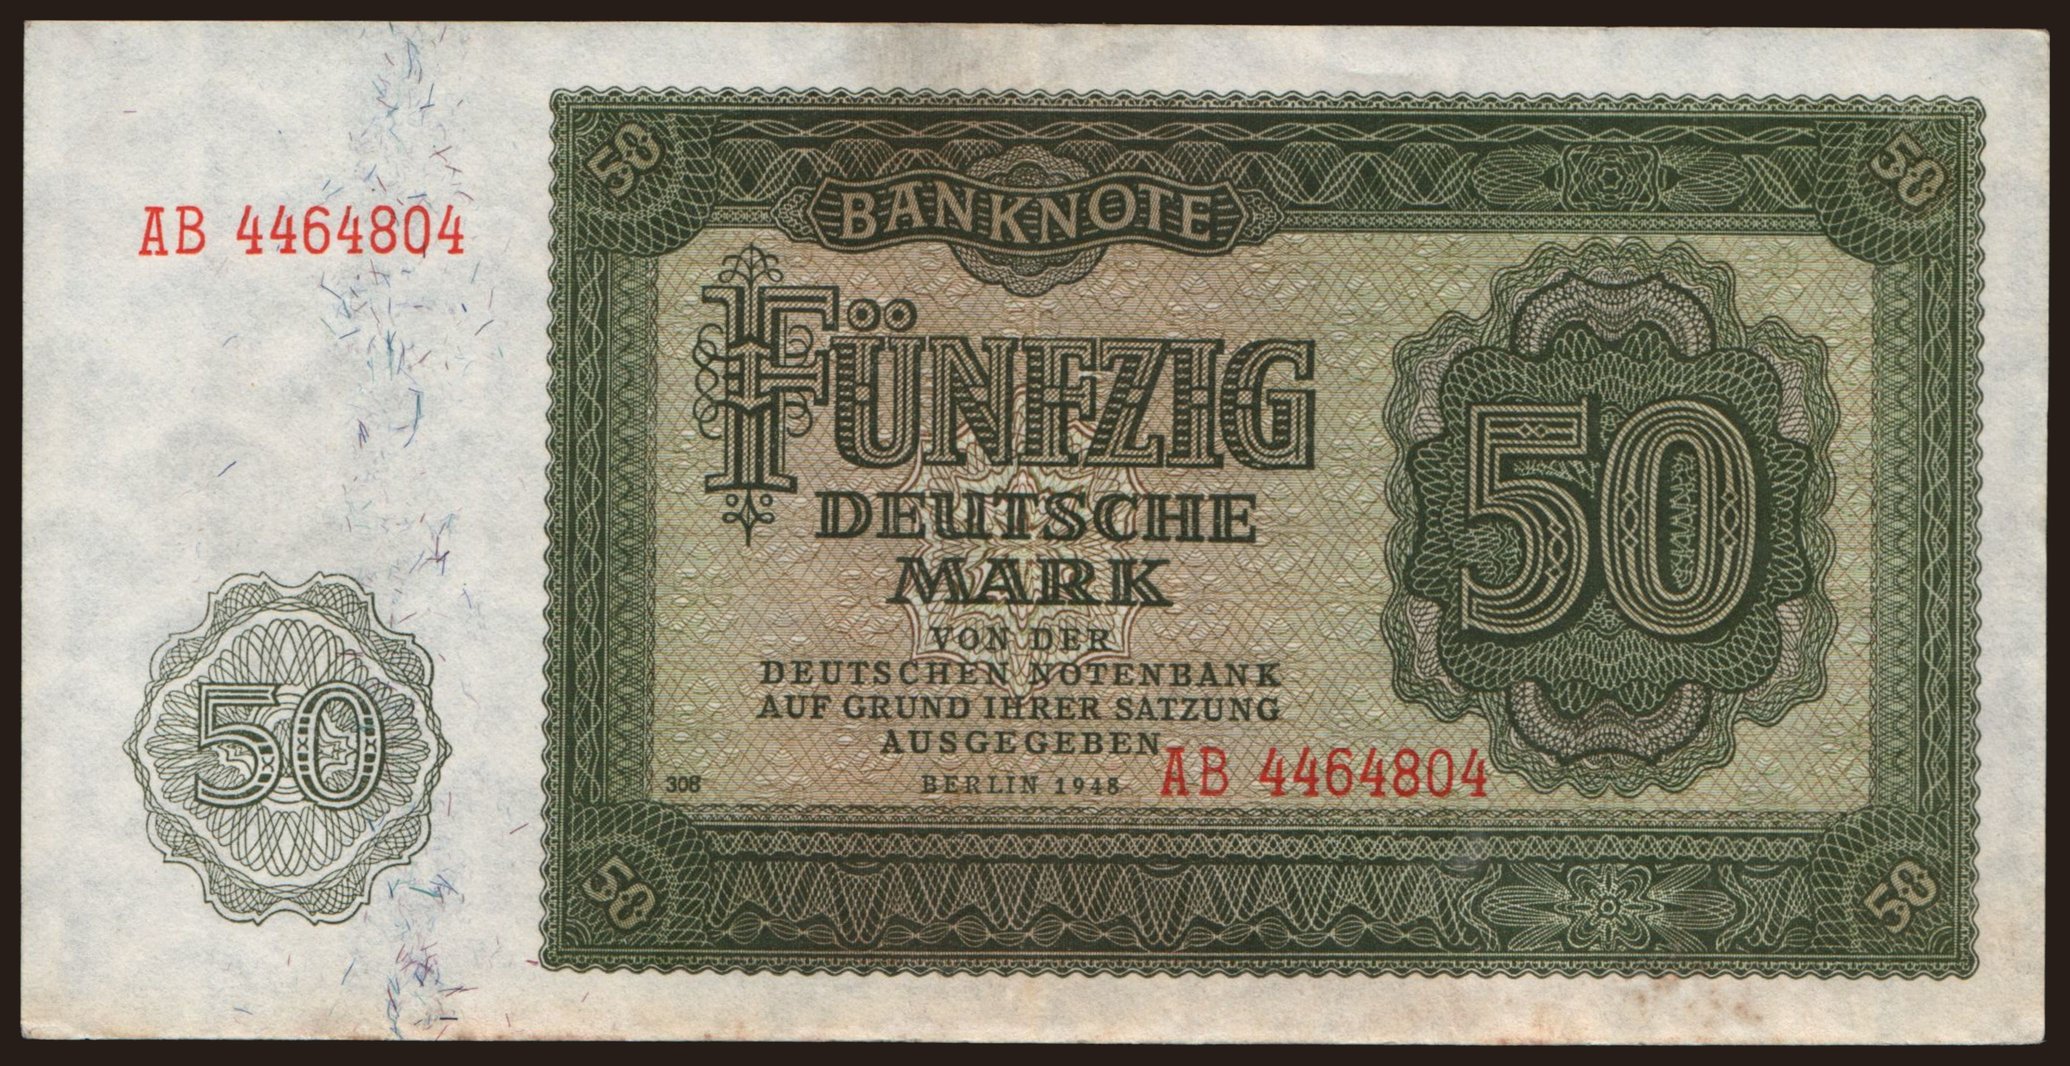 50
50
BANKNOTE
AB 4464804
FÜNFZIG
50
DEUTSCHE
MARK
VON DER
DEUTSCHEN NOTENBANK
AUF GRUND IHRER SATZUNG
AUSGEGEBEN
50
308
BERLIN 1948
AB 4464804
50
50